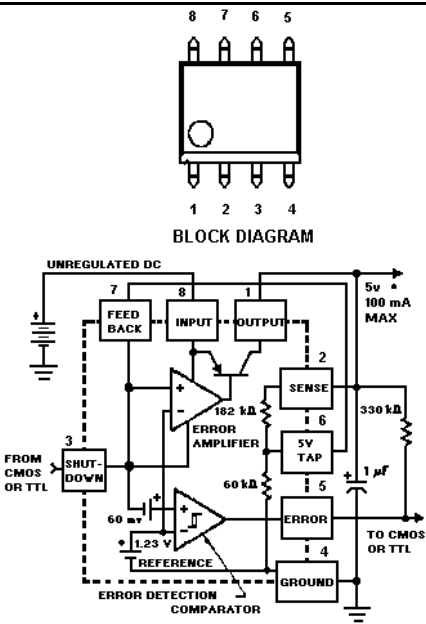 8 7 6 5
1 2 3 4
BLOCK DIAGRAM
UNREGULATED DC
7
FEED
BACK
8
INPUT
1
OUTPUT
5v
100 mA
MAX
2
SENSE
182 kΩ
330 kΩ
ERROR
AMPLIFIER
6
5V
TAP
3
FROM
CMOS
OR TTL
SHUT-
DOWN
60 kΩ
1 µf
60 mv
5
ERROR
TO CMOS
OR TTL
1.23 V
REFERENCE
4
GROUND
ERROR DETECTION
COMPARATOR